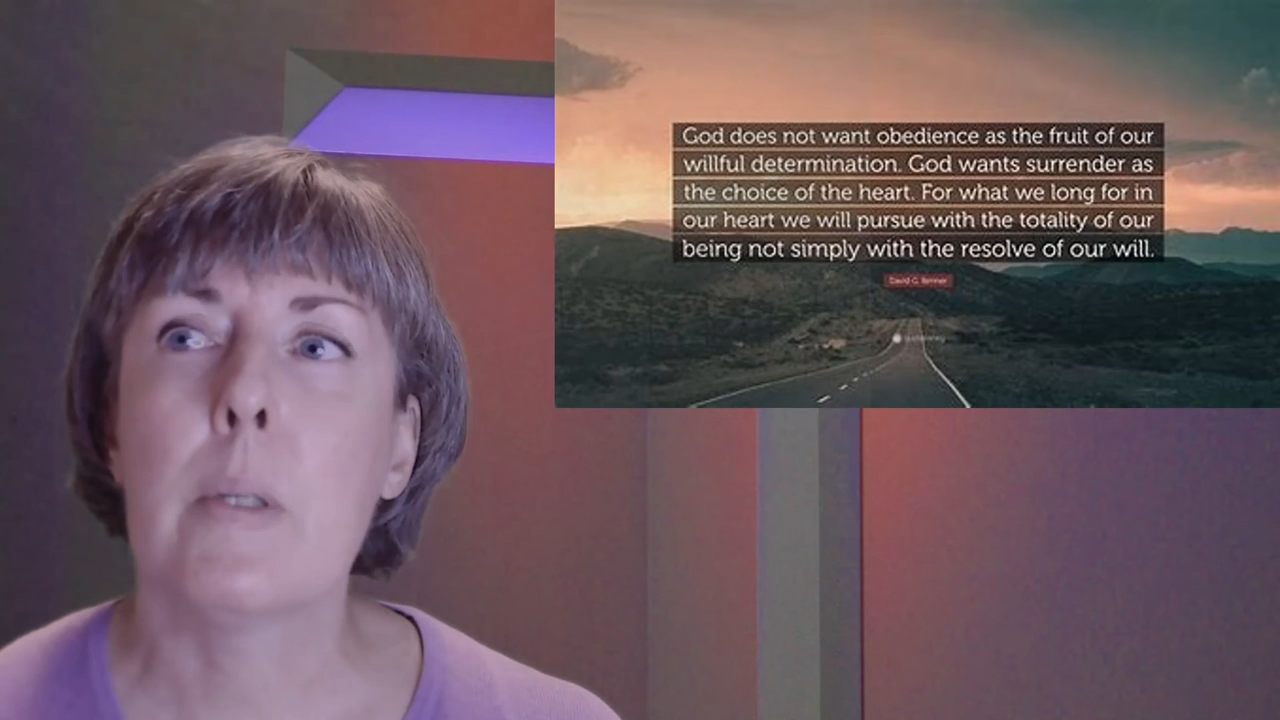 God does not want obedience as the fruit of our
willful determination. God wants surrender as
the choice of the heart. For what we long for in
our heart we will pursue with the totality of our
being not simply with the resolve of our will.
David G. Benner